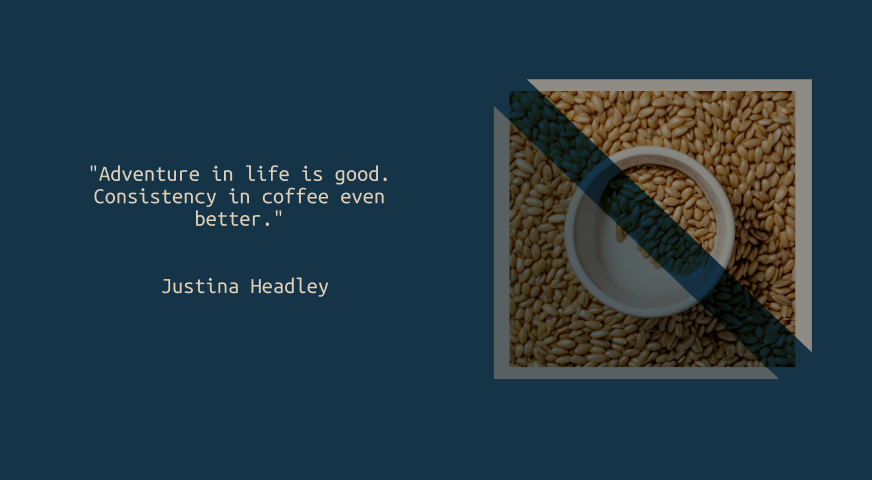 "Adventure in life is good.
Consistency in coffee even
better."
Justina Headley